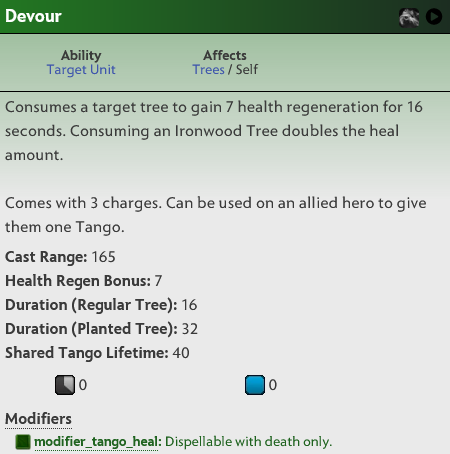 Devour
Ability
Affects
Target Unit
Trees / Self
Consumes a target tree to gain 7 health regeneration for 16
seconds. Consuming an Ironwood Tree doubles the heal
amount.
Comes with 3 charges. Can be used on an allied hero to give
them one Tango.
Cast Range: 165
Health Regen Bonus: 7
Duration (Regular Tree): 16
Duration (Planted Tree): 32
Shared Tango Lifetime: 40
0
0
Modifiers
modifier_tango_heal: Dispellable with death only.